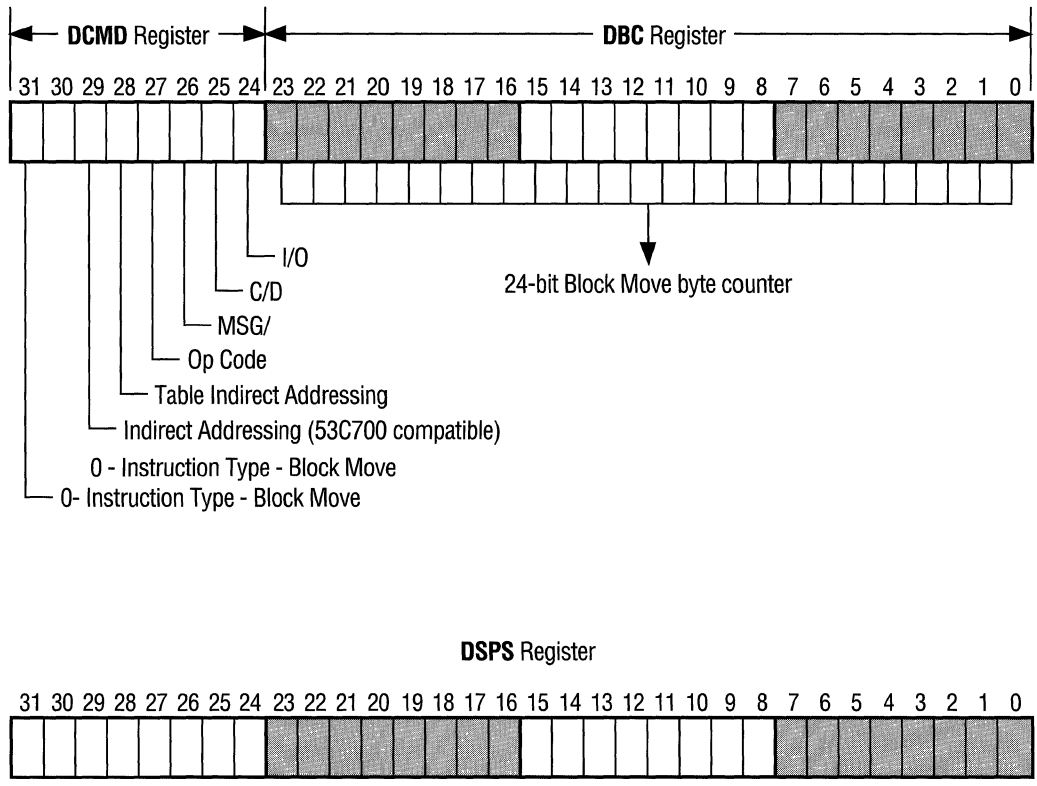 DCMD Register DBC Register
31 30 29 28 27 26 25 24 23 22 21 20 19 18 17 16 15 14 13 12 11 10 9 8 7 6 5 4 3 2 1 0
I/O
24-bit Block Move byte counter
C/D
MSG/
Op Code
Table Indirect Addressing
Indirect Addressing (53C700 compatible)
0 - Instruction Type - Block Move
0- Instruction Type - Block Move
DSPS Register
31 30 29 28 27 26 25 24 23 22 21 20 19 18 17 16 15 14 13 12 11 10 9 8 7 6 5 4 3 2 1 0